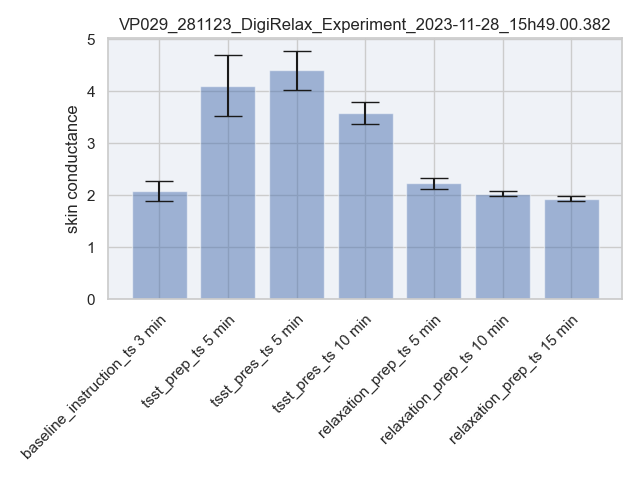 VP029_281123_DigiRelax_Experiment_2023-11-28_15h49.00.382
skin conductance
5
4
3
2
1
0
baseline_instruction_ts 3 min
tsst_prep_ts 5 min
tsst_pres_ts 5 min
tsst_pres_ts 10 min
relaxation_prep_ts 5 min
relaxation_prep_ts 10 min
relaxation_prep_ts 15 min